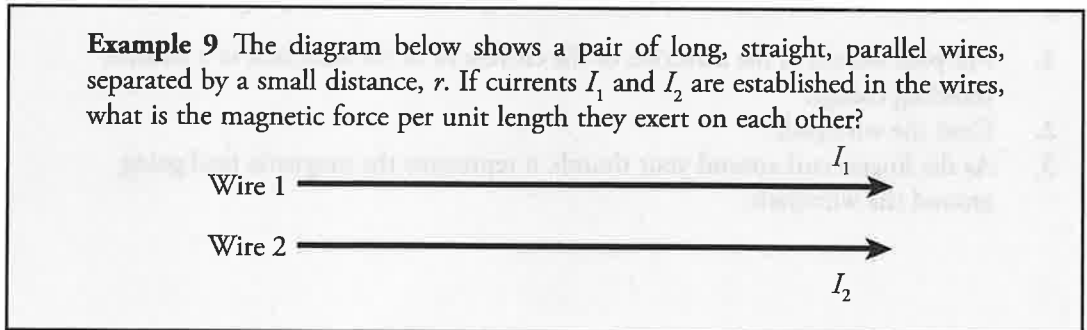 Example 9 The diagram below shows a pair of long, straight, parallel wires,
separated by a small distance, r. If currents I₁ and I₂ are established in the wires,
what is the magnetic force per unit length they exert on each other?
I₁
Wire 1
Wire 2
I₂